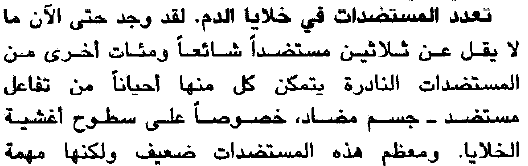 تعدد المستضدات في خلايا الدم. لقد وجد حتى الآن ما
لا يقل عن ثلاثين مستضداً شائعاً ومئات أخرى من
المستضدات النادرة يتمكن كل منها أحياناً من تفاعل
مستضد ـ جسم مضاد، خصوصاً على سطوح أغشية
الخلايا. ومعظم هذه المستضدات ضعيف ولكنها مهمة